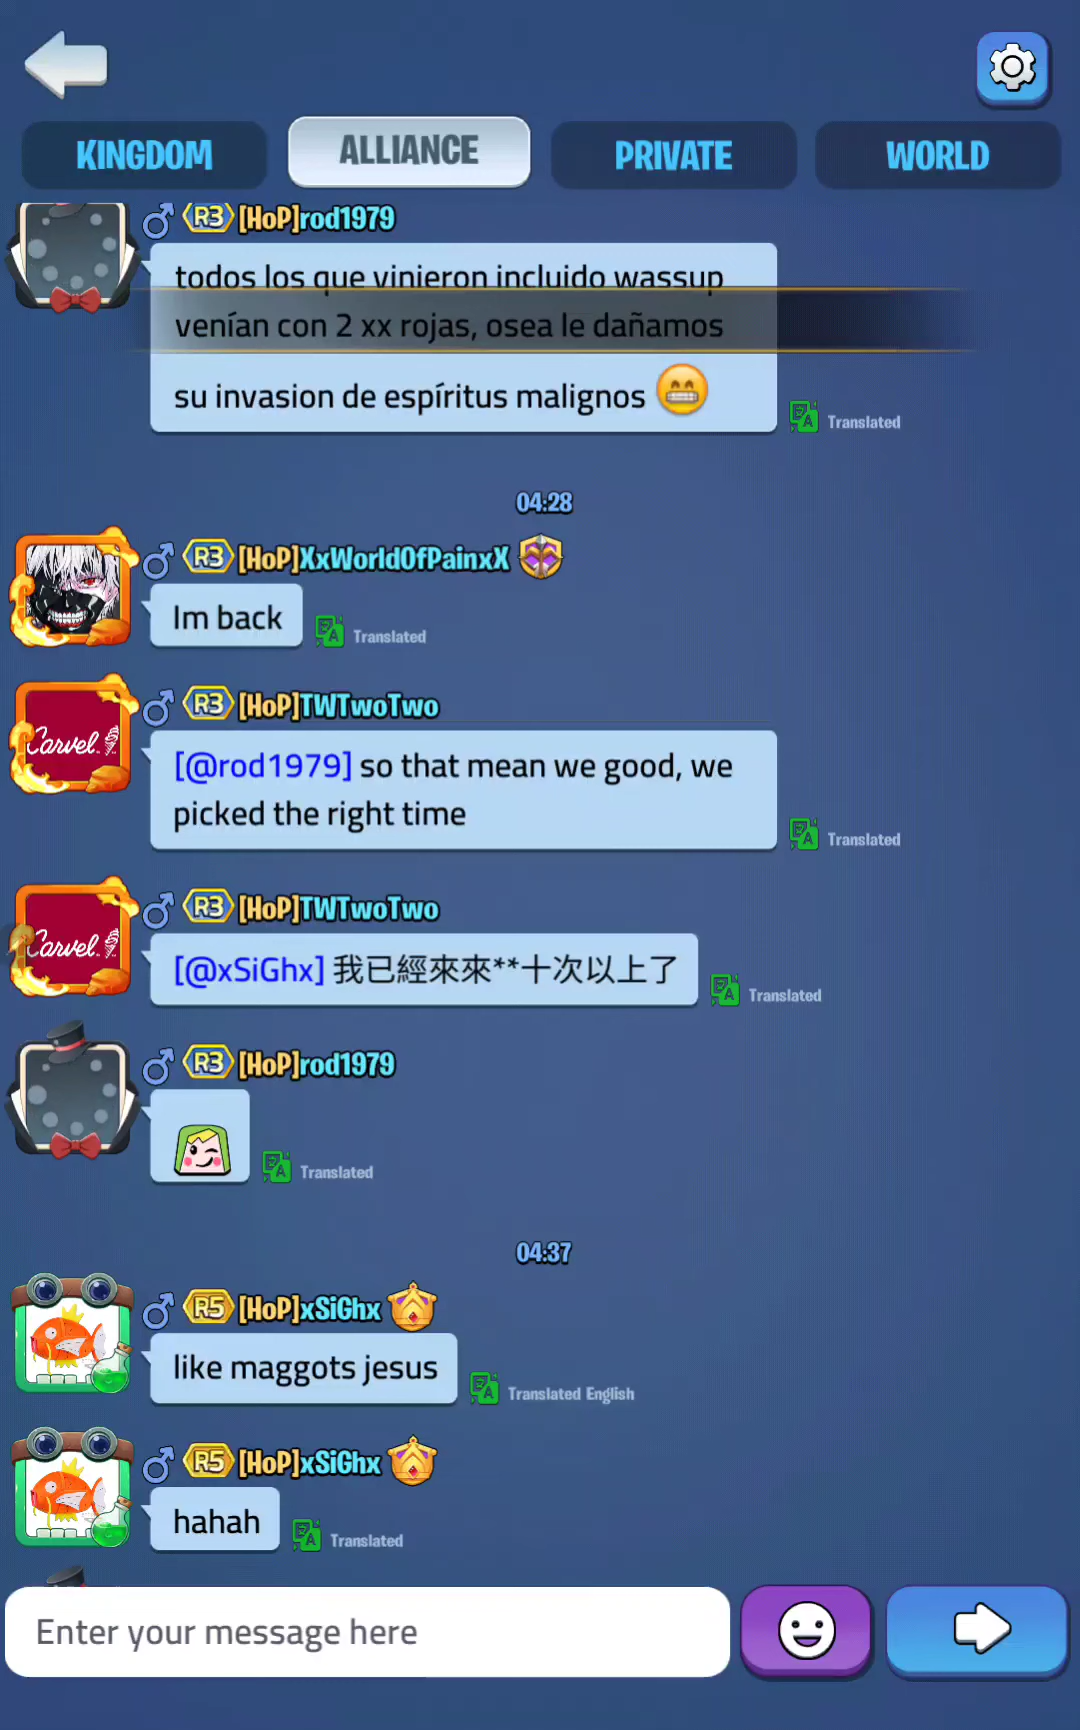 KINGDOM ALLIANCE PRIVATE WORLD
R3 [HoP]rod1979
todos los que vinieron incluido wassup
venían con 2 xx rojas, osea le dañamos
su invasion de espíritus malignos 😁
Translated
04:28
R3 [HoP]XxWorldOfPainxX
Im back
Translated
R3 [HoP]TWTwoTwo
Carvel
[@rod1979] so that mean we good, we
picked the right time
Translated
R3 [HoP]TWTwoTwo
Carvel
[@xSiGhx] 我已經來來**十次以上了
Translated
R3 [HoP]rod1979
Translated
04:37
R5 [HoP]xSiGhx
like maggots jesus
Translated English
R5 [HoP]xSiGhx
hahah
Translated
Enter your message here